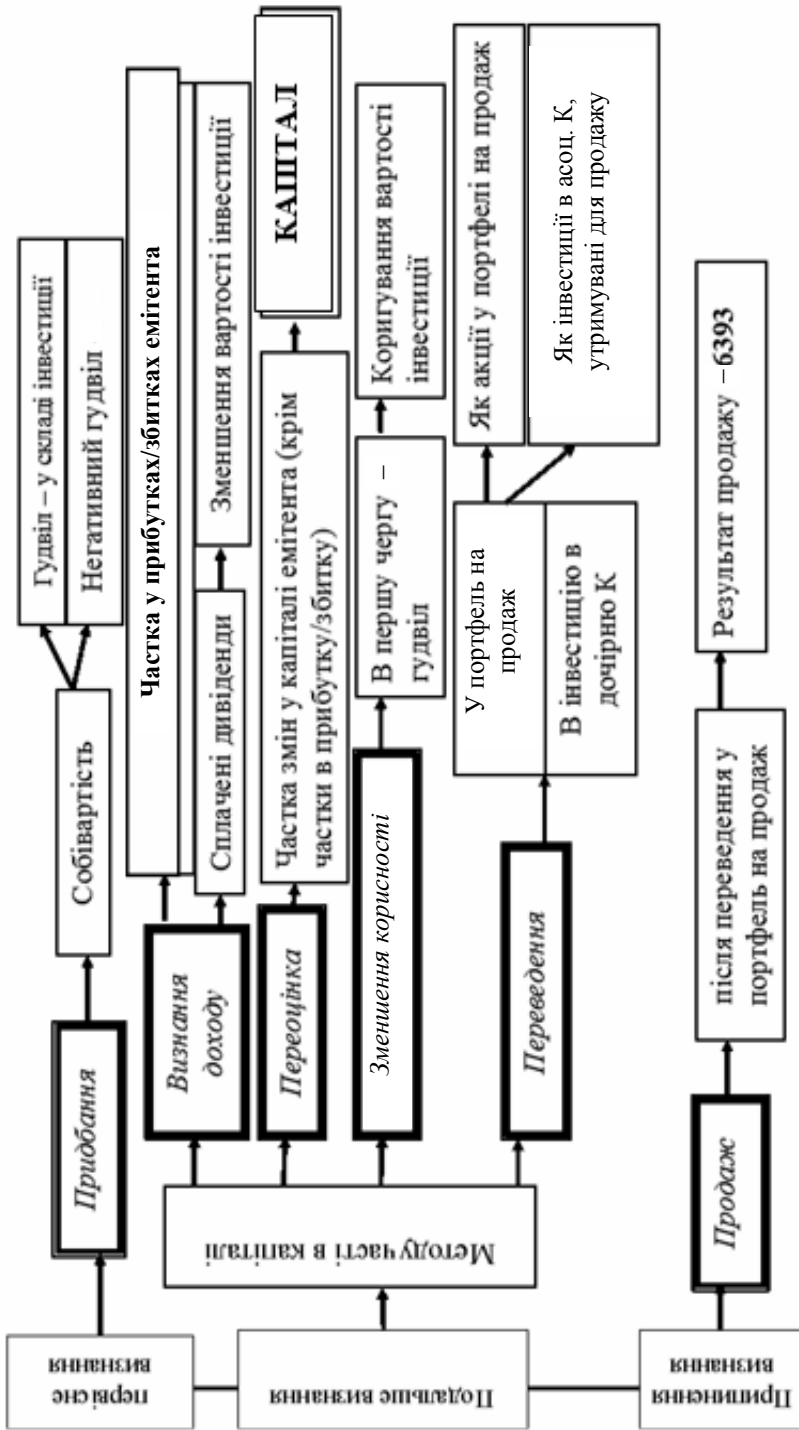 первісне
визнання
Придбання
Собівартість
Гудвіл – у складі інвестиції
Негативний гудвіл
Подальше визнання
Методу часті в капіталі
Визнання
доходу
Частка у прибутках/збитках емітента
Сплачені дивіденди
Зменшення вартості інвестиції
Переоцінка
Частка змін у капіталі емітента (крім
частки в прибутку/збитку)
КАШТАЛ
Зменшення корисності
В першу чергу –
гудвіл
Коригування вартості
інвестиції
Переведення
У портфель на
продаж
В інвестицію в
дочірню К
Як акції у портфелі на продаж
Як інвестиції в асоц. К,
утримувані для продажу
Припинення
визнання
Продаж
після переведення у
портфель на продаж
Результат продажу –6393